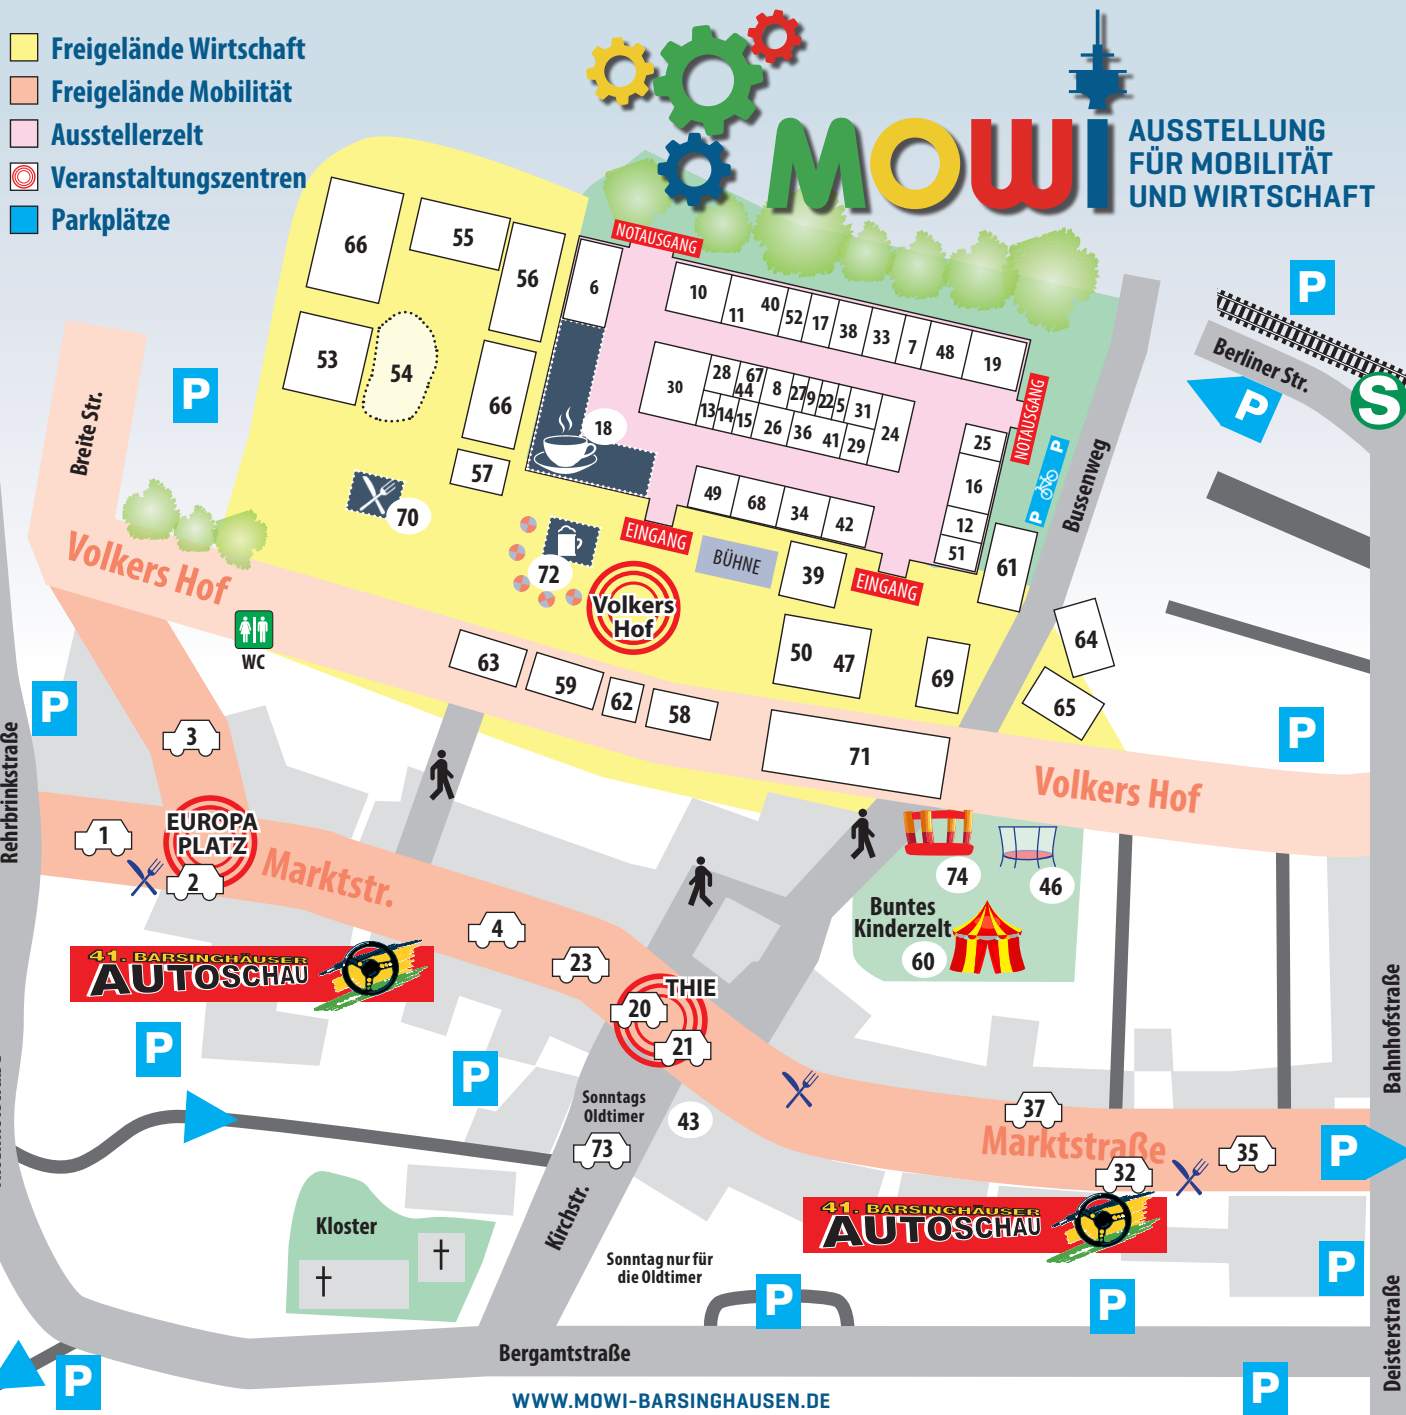 Freigelände Wirtschaft
Freigelände Mobilität
Ausstellerzelt
Veranstaltungszentren
Parkplätze
MOWi
AUSSTELLUNG
FÜR MOBILITÄT
UND WIRTSCHAFT
NOTAUSGANG
66
55
56
6
53
54
66
57
18
70
72
10
11
40
52
17
38
33
7
48
19
30
28
67
44
8
27
9
22
5
31
24
13
14
15
26
36
41
29
49
68
34
42
25
16
12
51
61
NOTAUSGANG
P
P
EINGANG
BÜHNE
39
EINGANG
Volkers
Hof
50
47
69
64
65
63
59
62
58
71
P
Berliner Str.
P
S
Bussenweg
P
Breite Str.
Volkers Hof
WC
P
P
Volkers Hof
Rehrbrinkstraße
3
1
EUROPA
PLATZ
2
Marktstr.
4
23
THIE
20
21
41. BARSINGHÄUSER
AUTOSCHAU
74
46
Buntes
Kinderzelt
60
P
P
Sonntags
Oldtimer
43
73
37
Marktstraße
32
35
P
Bahnhofstraße
41. BARSINGHÄUSER
AUTOSCHAU
Kloster
Kirchstr.
Sonntag nur für
die Oldtimer
P
P
P
Deisterstraße
Bergamtstraße
P
P
WWW.MOWI-BARSINGHAUSEN.DE